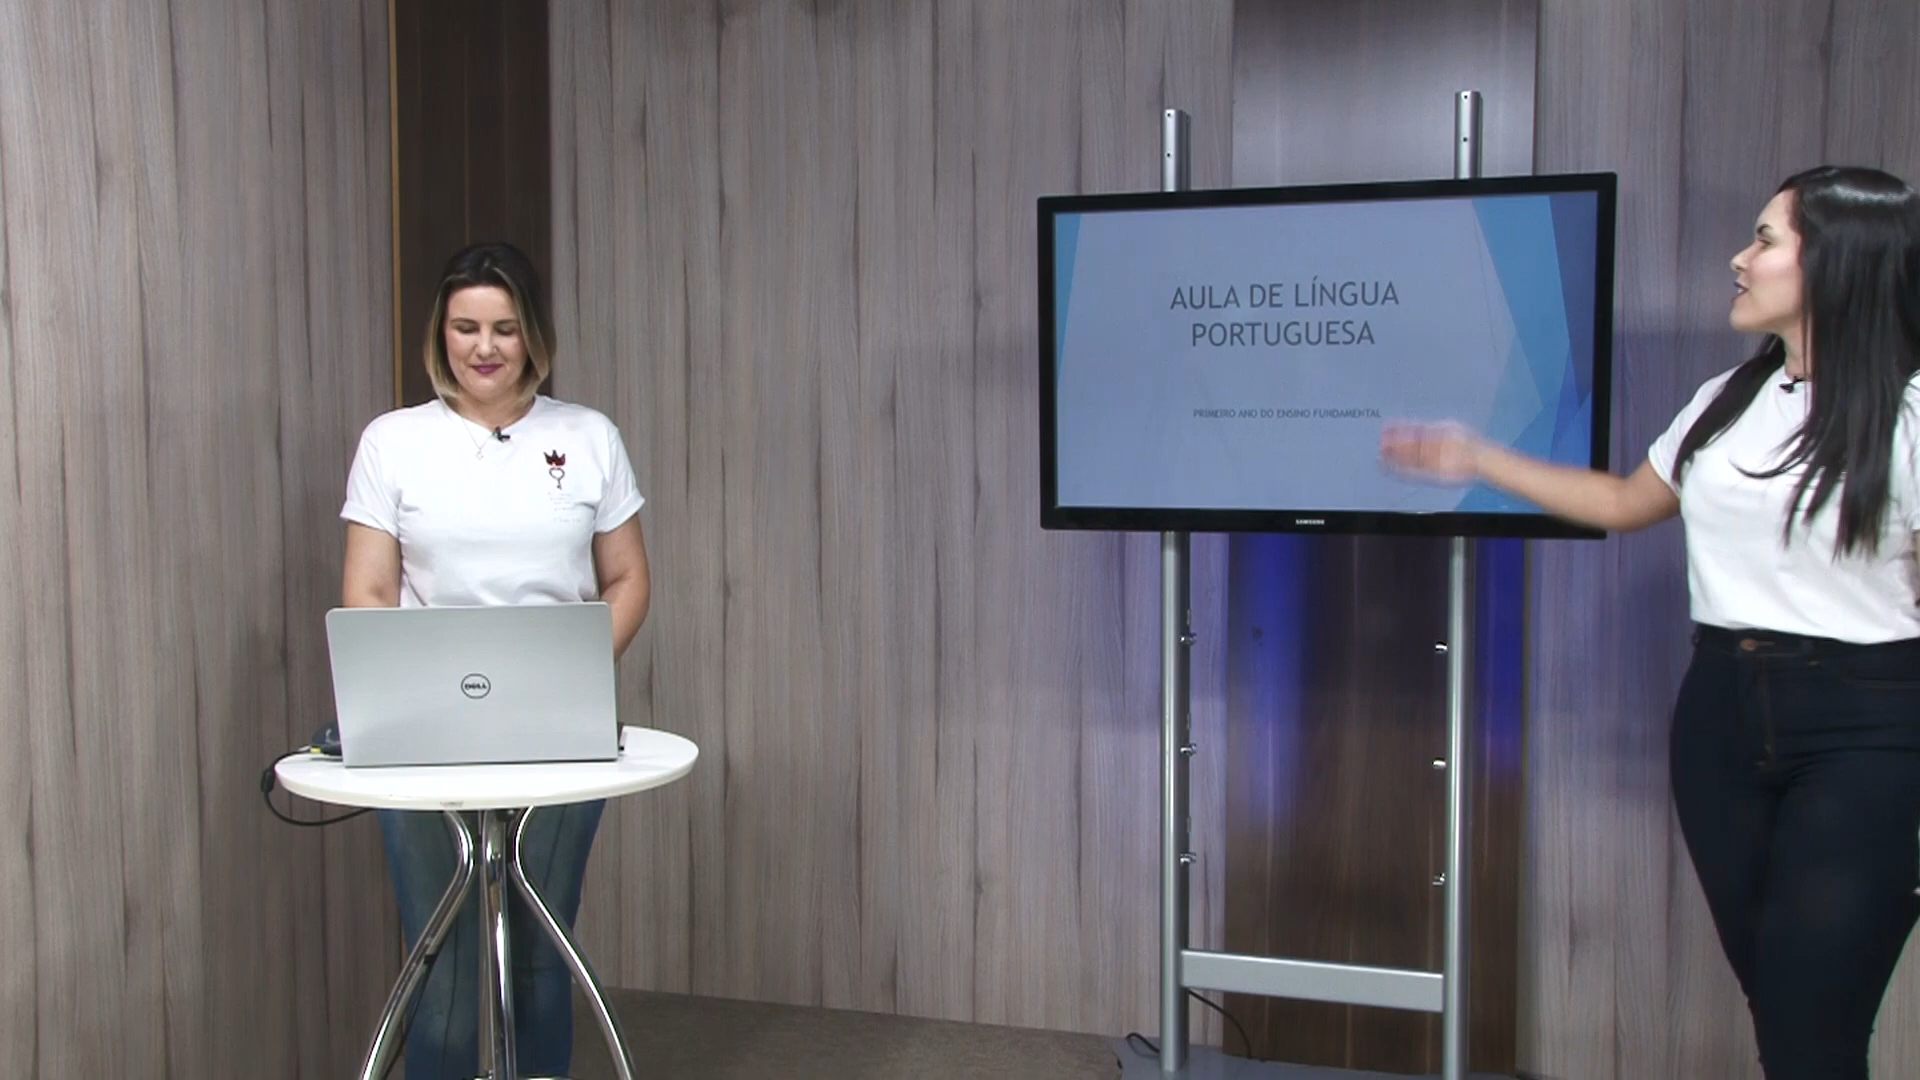 AULA DE LÍNGUA
PORTUGUESA
PRIMEIRO ANO DO ENSINO FUNDAMENTAL
SAMSUNG
DELL